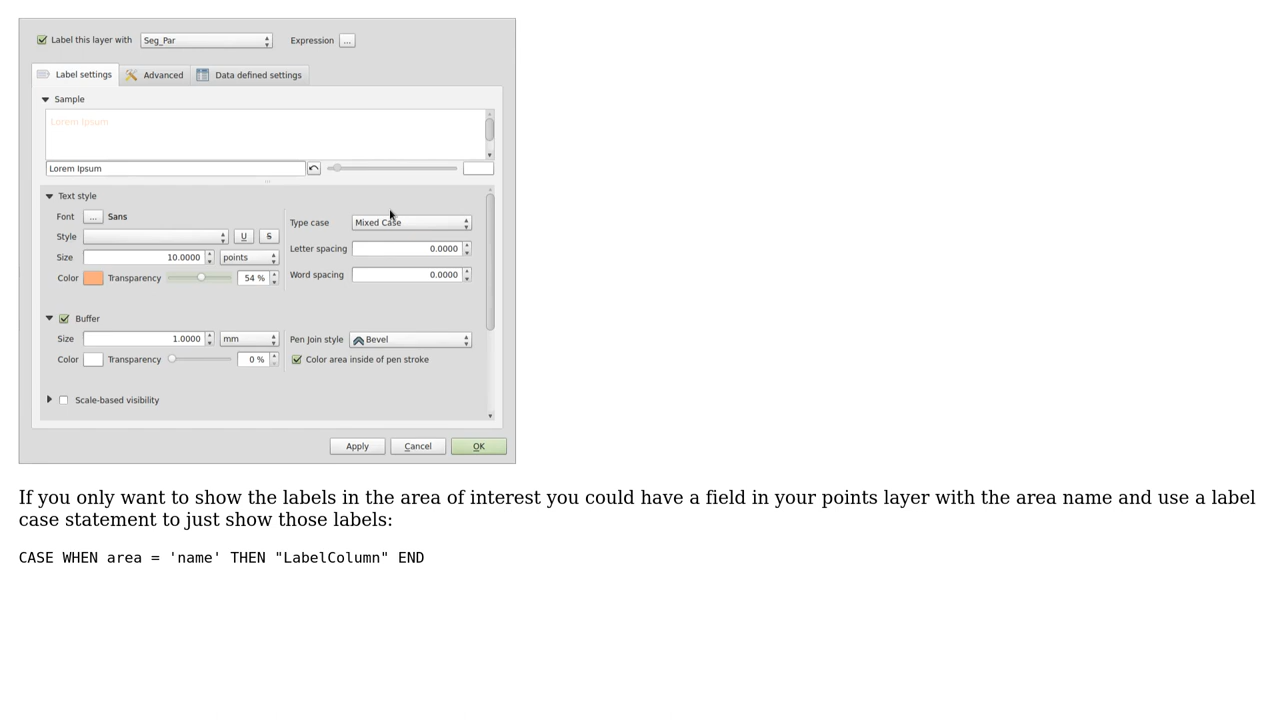 Label this layer with Seg_Par Expression ...
Label settings Advanced Data defined settings
Sample
Lorem Ipsum
Lorem Ipsum
Text style
Font ... Sans
Type case Mixed Case
Style U S
Letter spacing 0.0000
Size 10.0000 points
Word spacing 0.0000
Color Transparency 54 %
Buffer
Size 1.0000 mm Pen join style Bevel
Color Transparency 0 % Color area inside of pen stroke
Scale-based visibility
Apply Cancel OK
If you only want to show the labels in the area of interest you could have a field in your points layer with the area name and use a label
case statement to just show those labels:
CASE WHEN area = 'name' THEN "LabelColumn" END